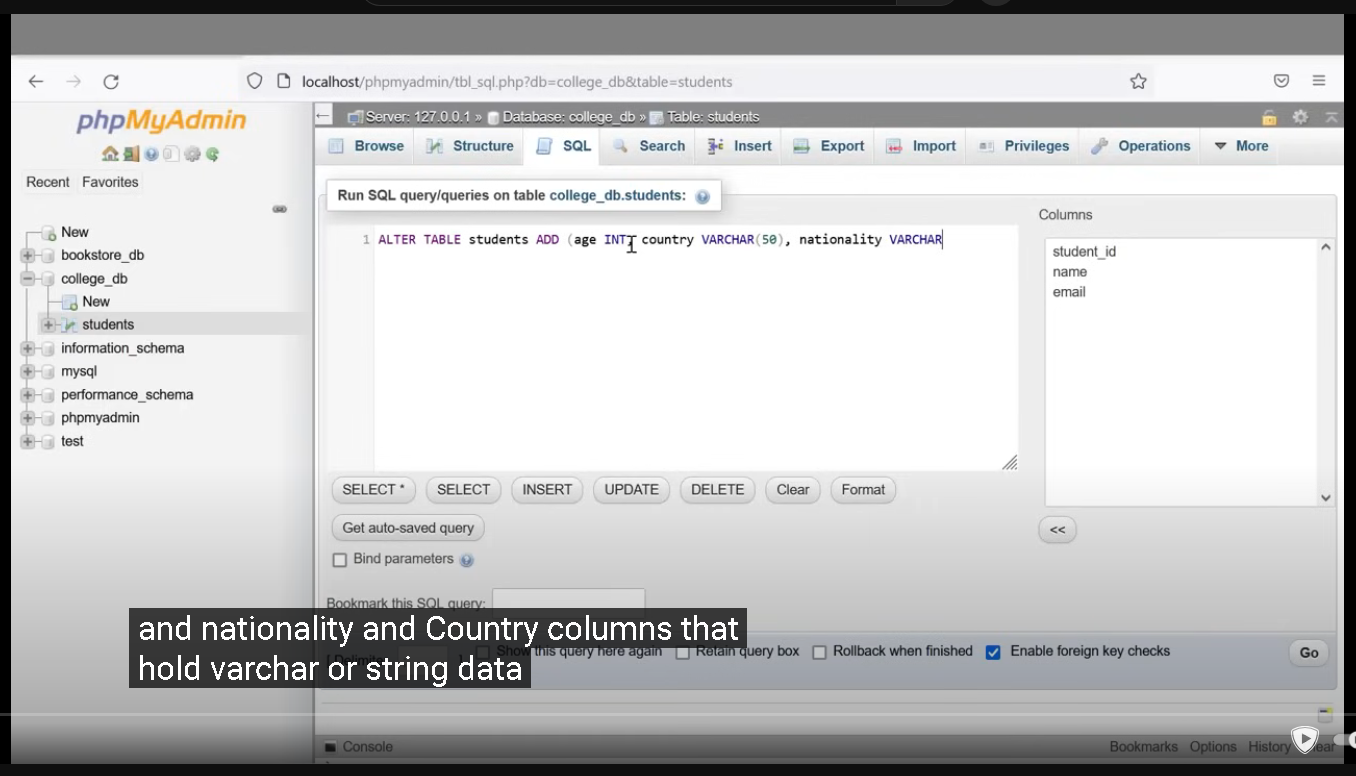 localhost/phpmyadmin/tbl_sql.php?db=college_db&table=students
phpMyAdmin
Server: 127.0.0.1 » Database: college_db » Table: students
Browse Structure SQL Search Insert Export Import Privileges Operations More
Recent Favorites
Run SQL query/queries on table college_db.students:
Columns
New
bookstore_db
college_db
New
students
information_schema
mysql
performance_schema
phpmyadmin
test
1 ALTER TABLE students ADD (age INT, country VARCHAR(50), nationality VARCHAR
student_id
name
email
SELECT * SELECT INSERT UPDATE DELETE Clear Format
Get auto-saved query
<<
Bind parameters
Bookmark this SQL query:
and nationality and Country columns that
hold varchar or string data
Show this query here again Retain query box Rollback when finished Enable foreign key checks Go
Console
Bookmarks Options History